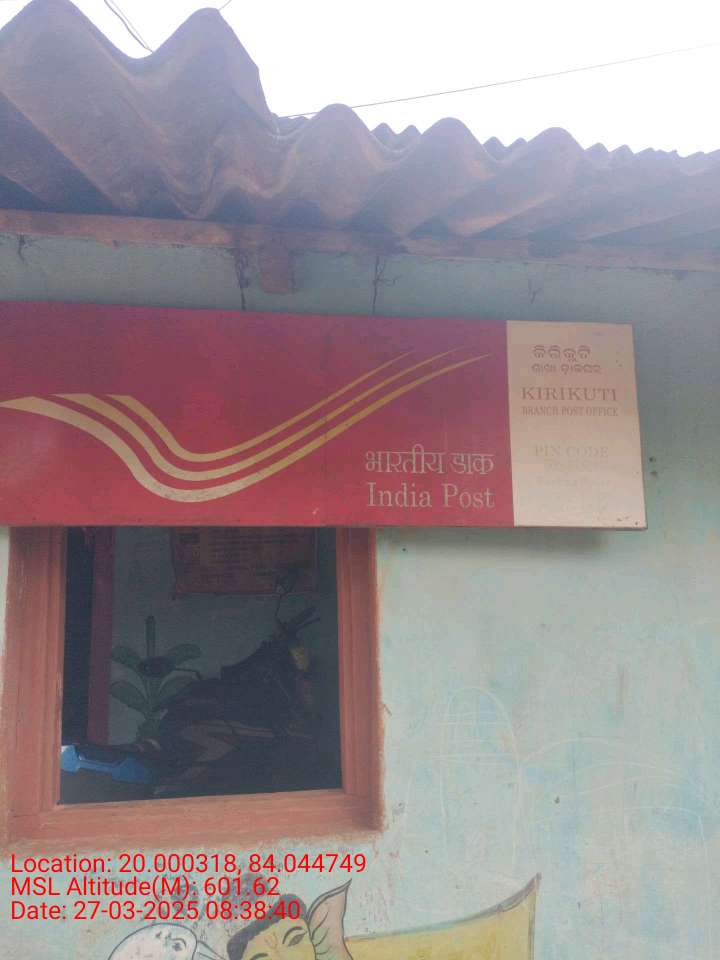 କିରିକୁଟି
ଶାଖା ଡ଼ାକଘର
KIRIKUTI
BRANCH POST OFFICE
PIN CODE
भारतीय डाक
India Post
Location: 20.000318, 84.044749
MSL Altitude(M): 601.62
Date: 27-03-2025 08:38:40